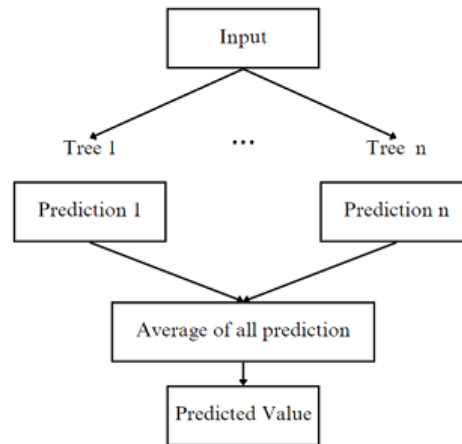 Input
Tree 1 ... Tree n
Prediction 1 Prediction n
Average of all prediction
Predicted Value